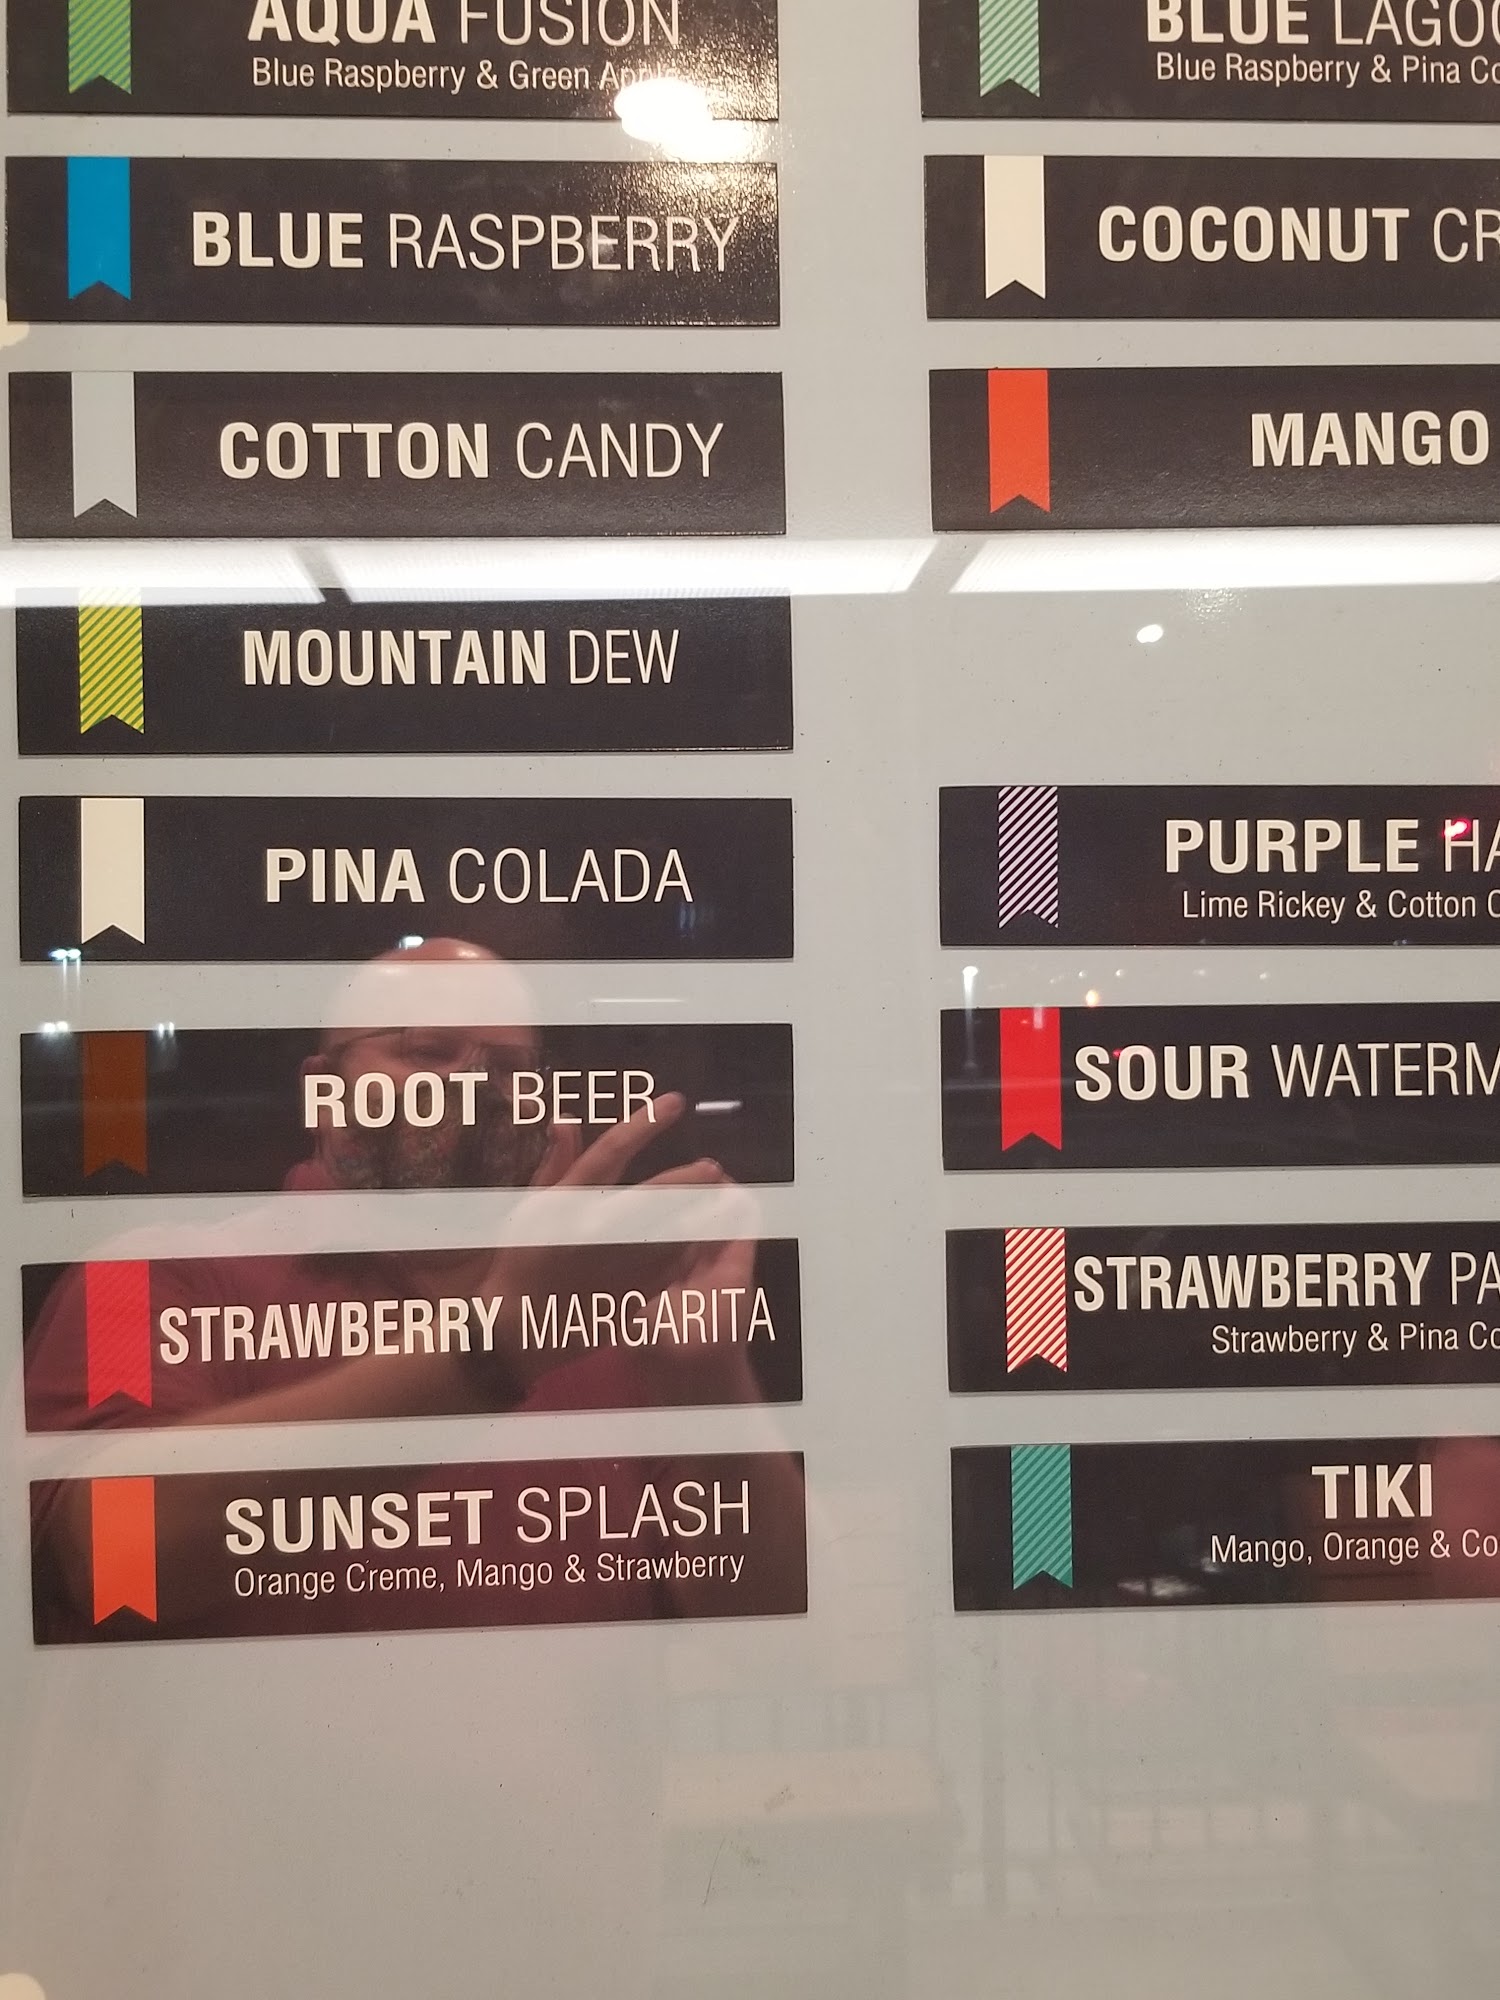 AQUA FUSION
Blue Raspberry & Green Apple
BLUE RASPBERRY
COTTON CANDY
MOUNTAIN DEW
PINA COLADA
ROOT BEER
STRAWBERRY MARGARITA
SUNSET SPLASH
Orange Creme, Mango & Strawberry
BLUE
Blue Raspberry & Pina
COCONUT
MANGO
PURPLE
Lime Rickey & Cotton
SOUR
STRAWBERRY
Strawberry & Pina
TIKI
Mango, Orange &